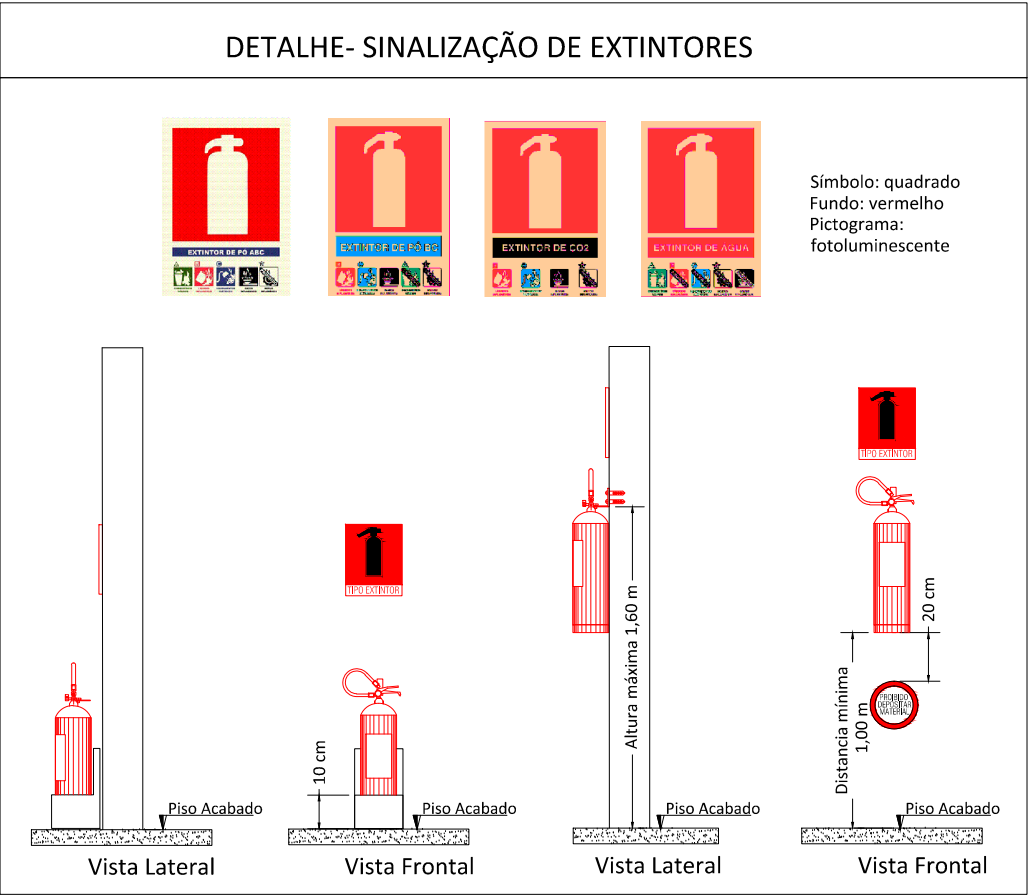 DETALHE- SINALIZAÇÃO DE EXTINTORES
EXTINTOR DE PÓ ABC
EXTINTOR DE PÓ BC
EXTINTOR DE CO2
EXTINTOR DE AGUA
Símbolo: quadrado
Fundo: vermelho
Pictograma:
fotoluminescente
TIPO EXTINTOR
10 cm
Piso Acabado
Vista Lateral
Piso Acabado
Vista Frontal
TIPO EXTINTOR
Altura máxima 1,60 m
20 cm
Distancia mínima
1,00 m
PROIBIDO
DEPOSITAR
MATERIAL
Piso Acabado
Vista Lateral
Piso Acabado
Vista Frontal